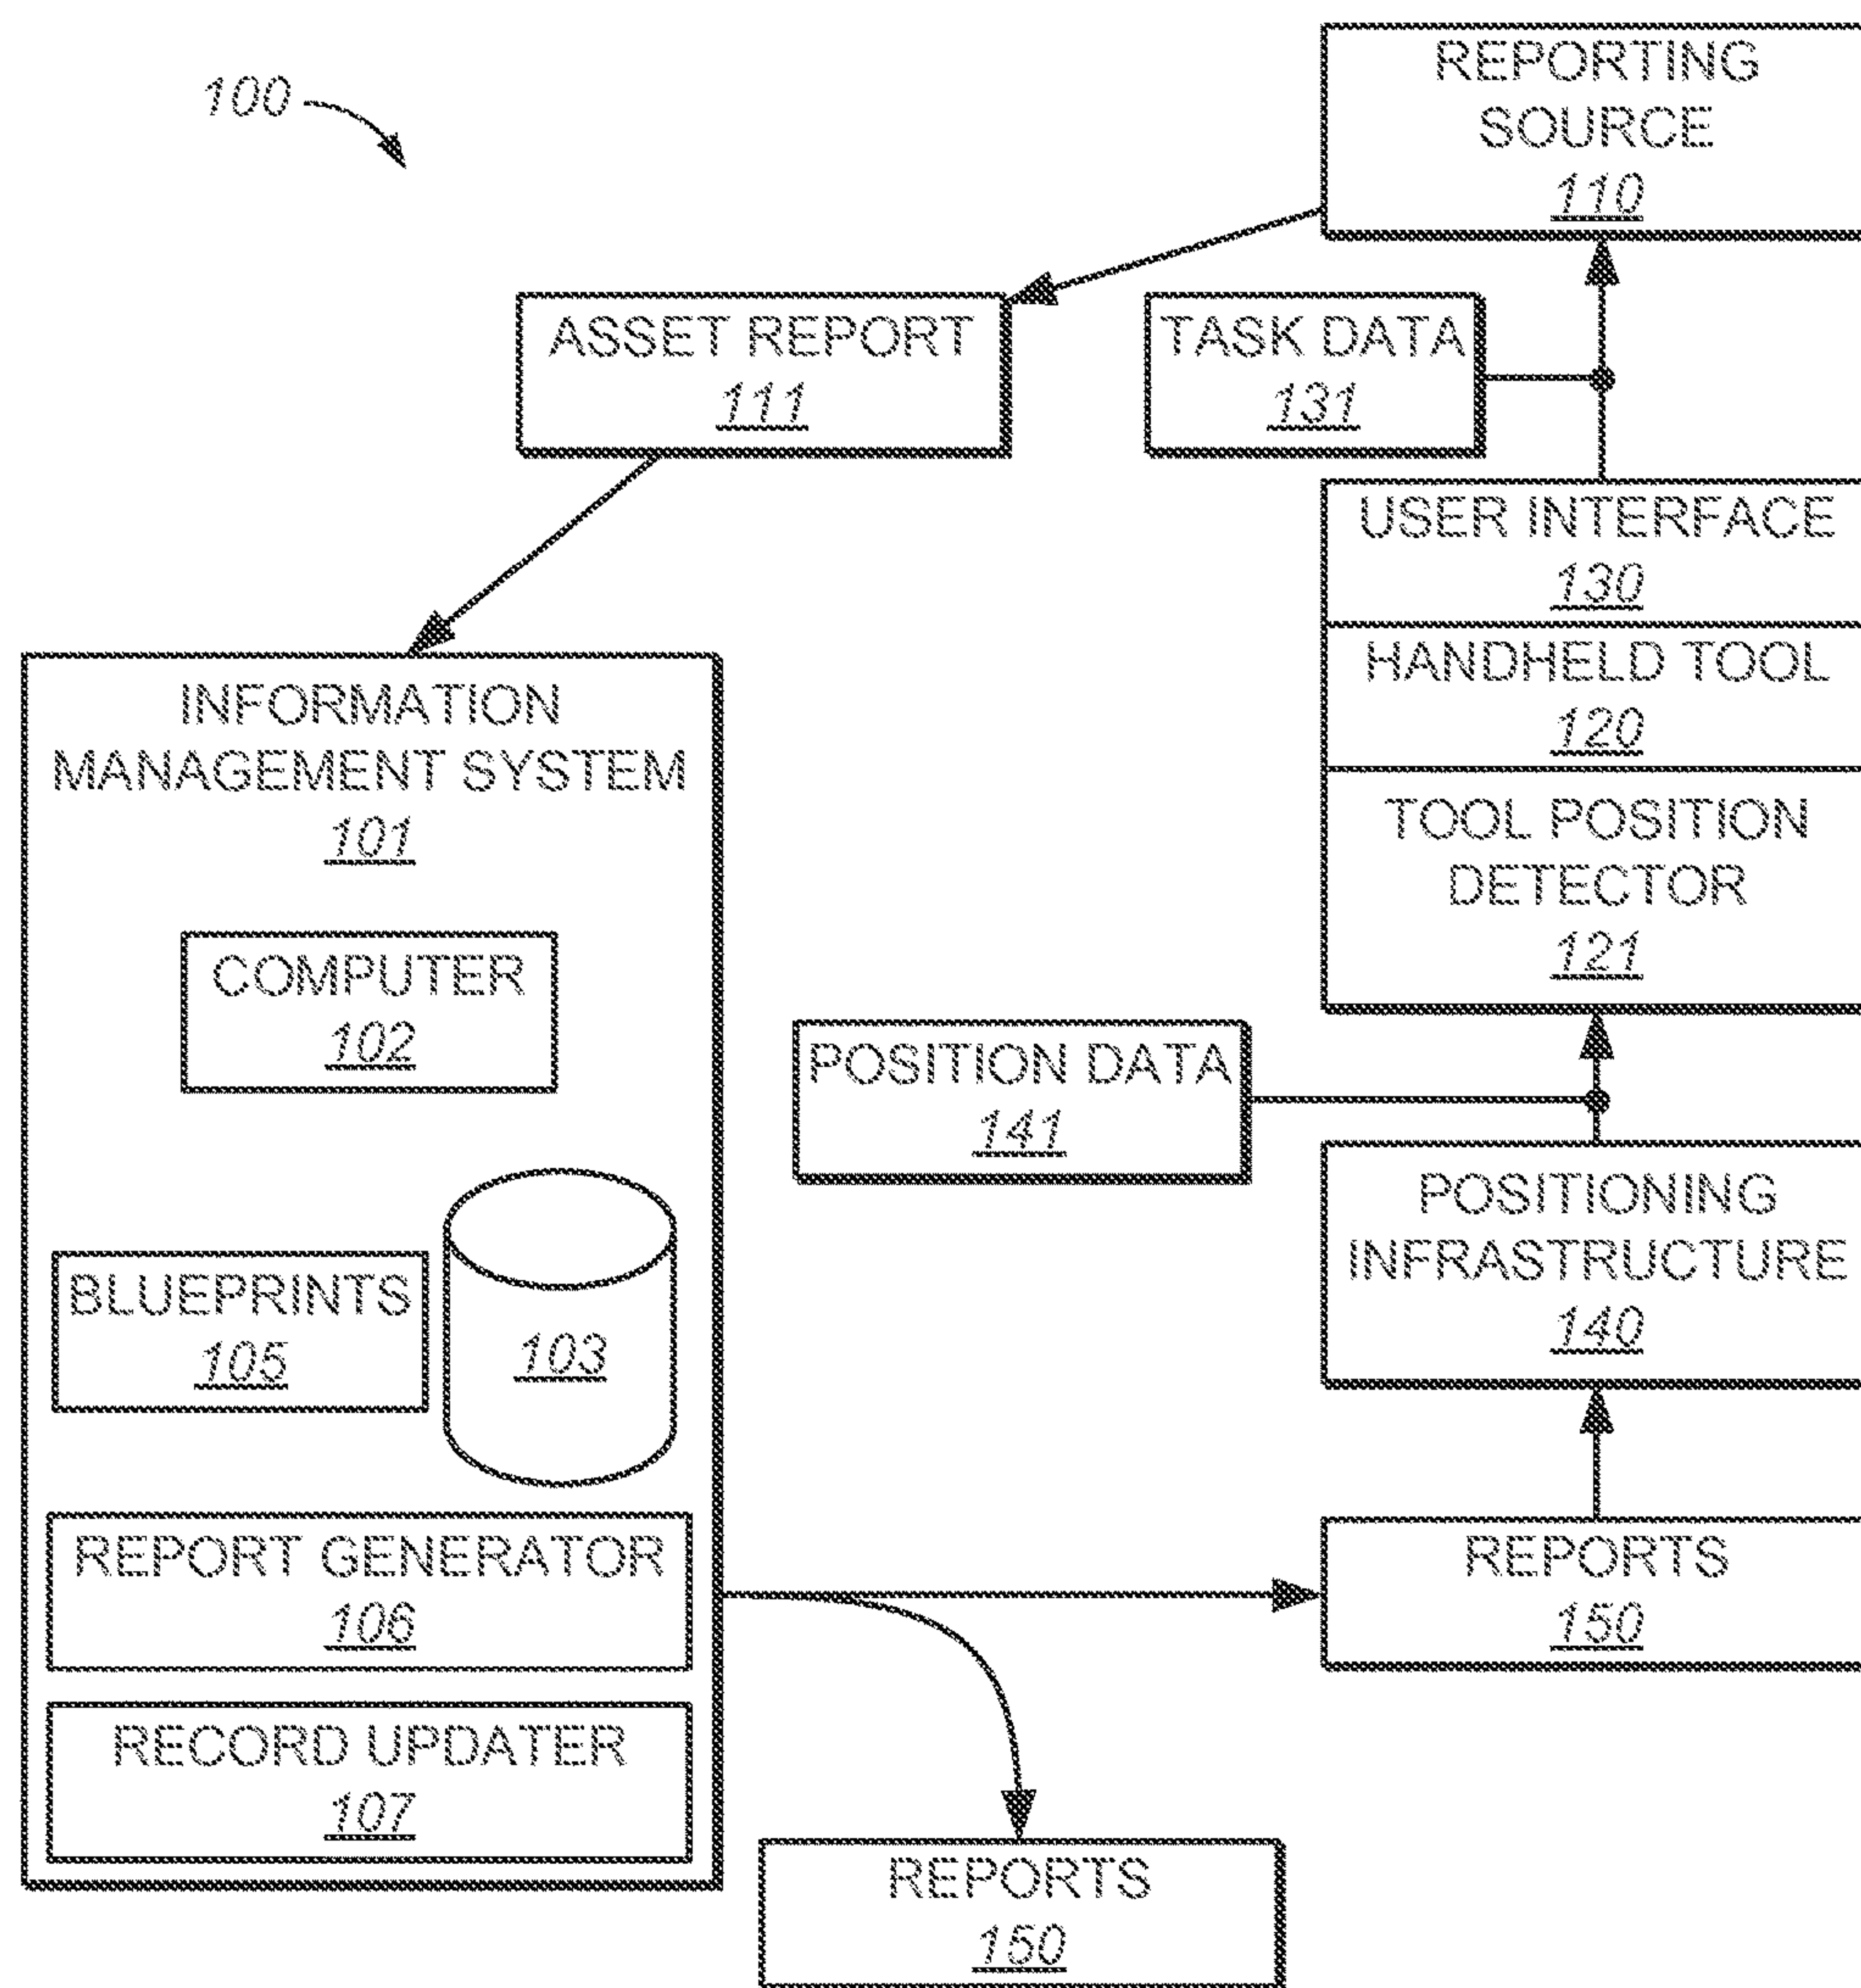 100
REPORTING
SOURCE
110
ASSET REPORT
111
TASK DATA
131
USER INTERFACE
130
HANDHELD TOOL
120
TOOL POSITION
DETECTOR
121
INFORMATION
MANAGEMENT SYSTEM
101
COMPUTER
102
BLUEPRINTS
105
103
REPORT GENERATOR
106
RECORD UPDATER
107
POSITION DATA
141
POSITIONING
INFRASTRUCTURE
140
REPORTS
150
REPORTS
150